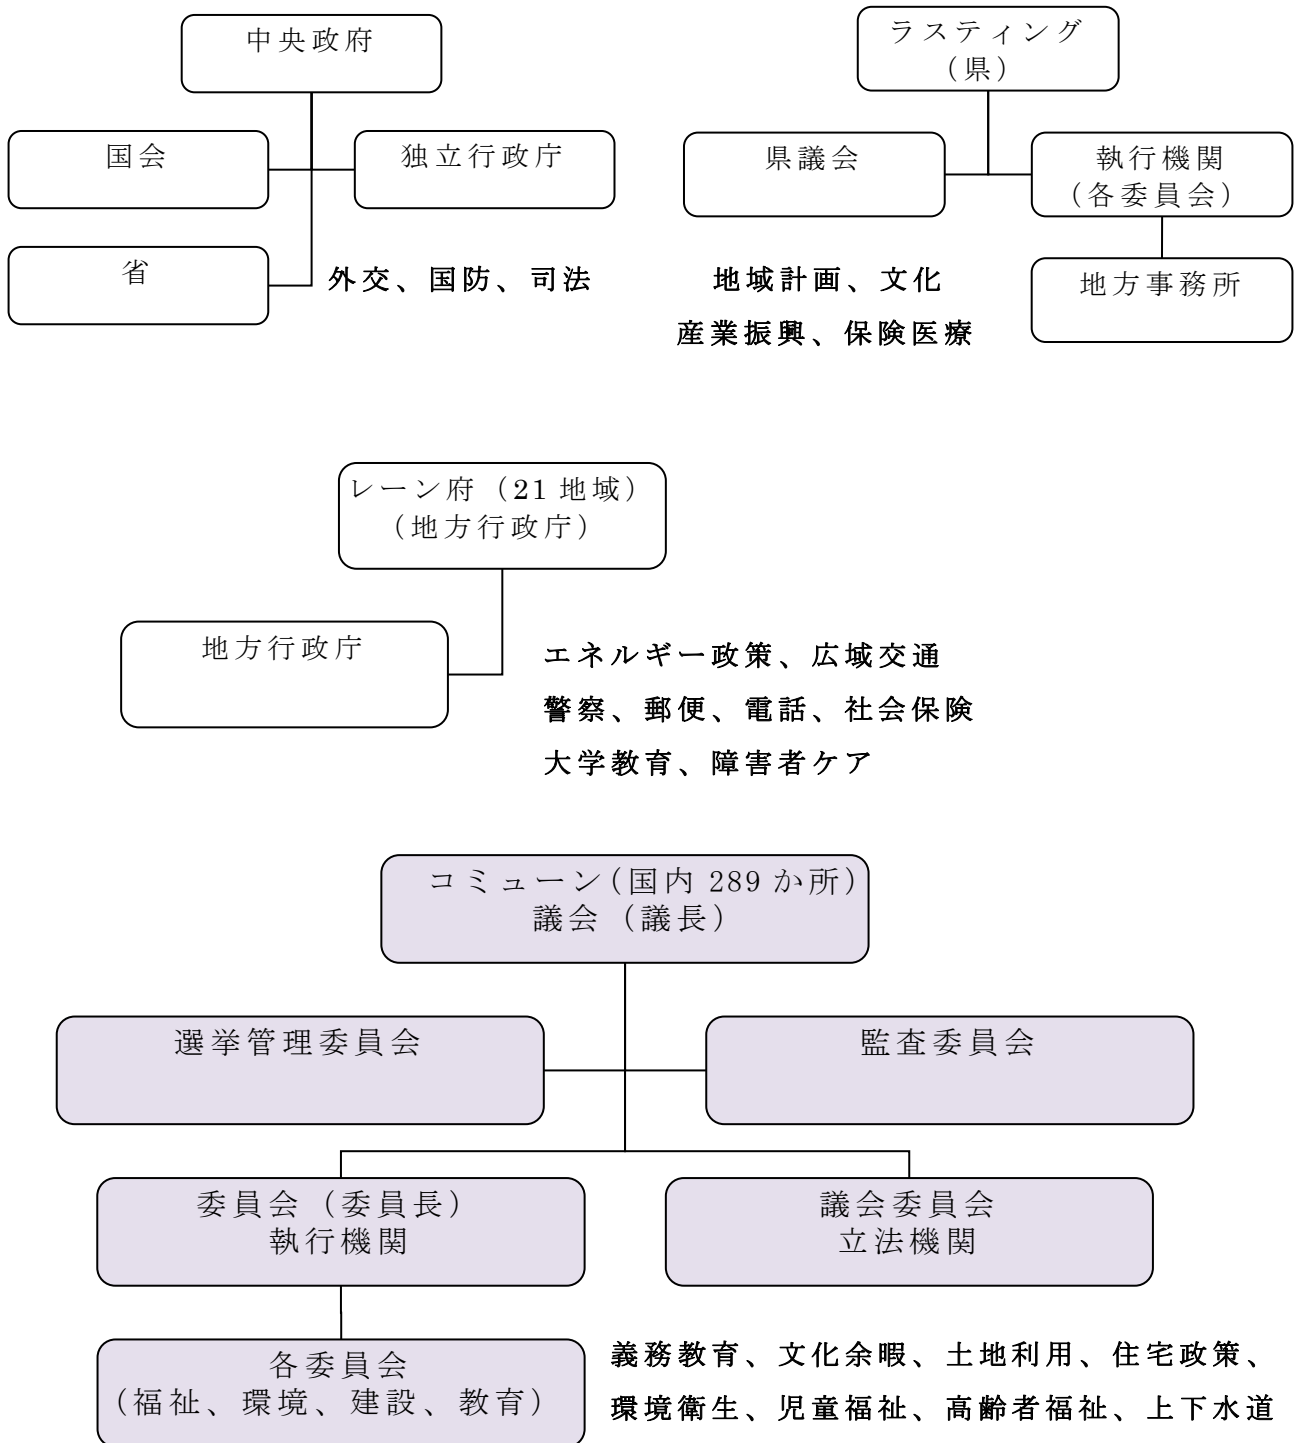 中央政府
国会
独立行政庁
省
外交、国防、司法
ラスティング
（県）
県議会
執行機関
（各委員会）
地方事務所
地域計画、文化
産業振興、保険医療
レーン府（21 地域）
（地方行政庁）
地方行政庁
エネルギー政策、広域交通
警察、郵便、電話、社会保険
大学教育、障害者ケア
コミューン(国内 289 か所)
議会（議長）
選挙管理委員会
監査委員会
委員会（委員長）
執行機関
議会委員会
立法機関
各委員会
(福祉、環境、建設、教育)
義務教育、文化余暇、土地利用、住宅政策、
環境衛生、児童福祉、高齢者福祉、上下水道